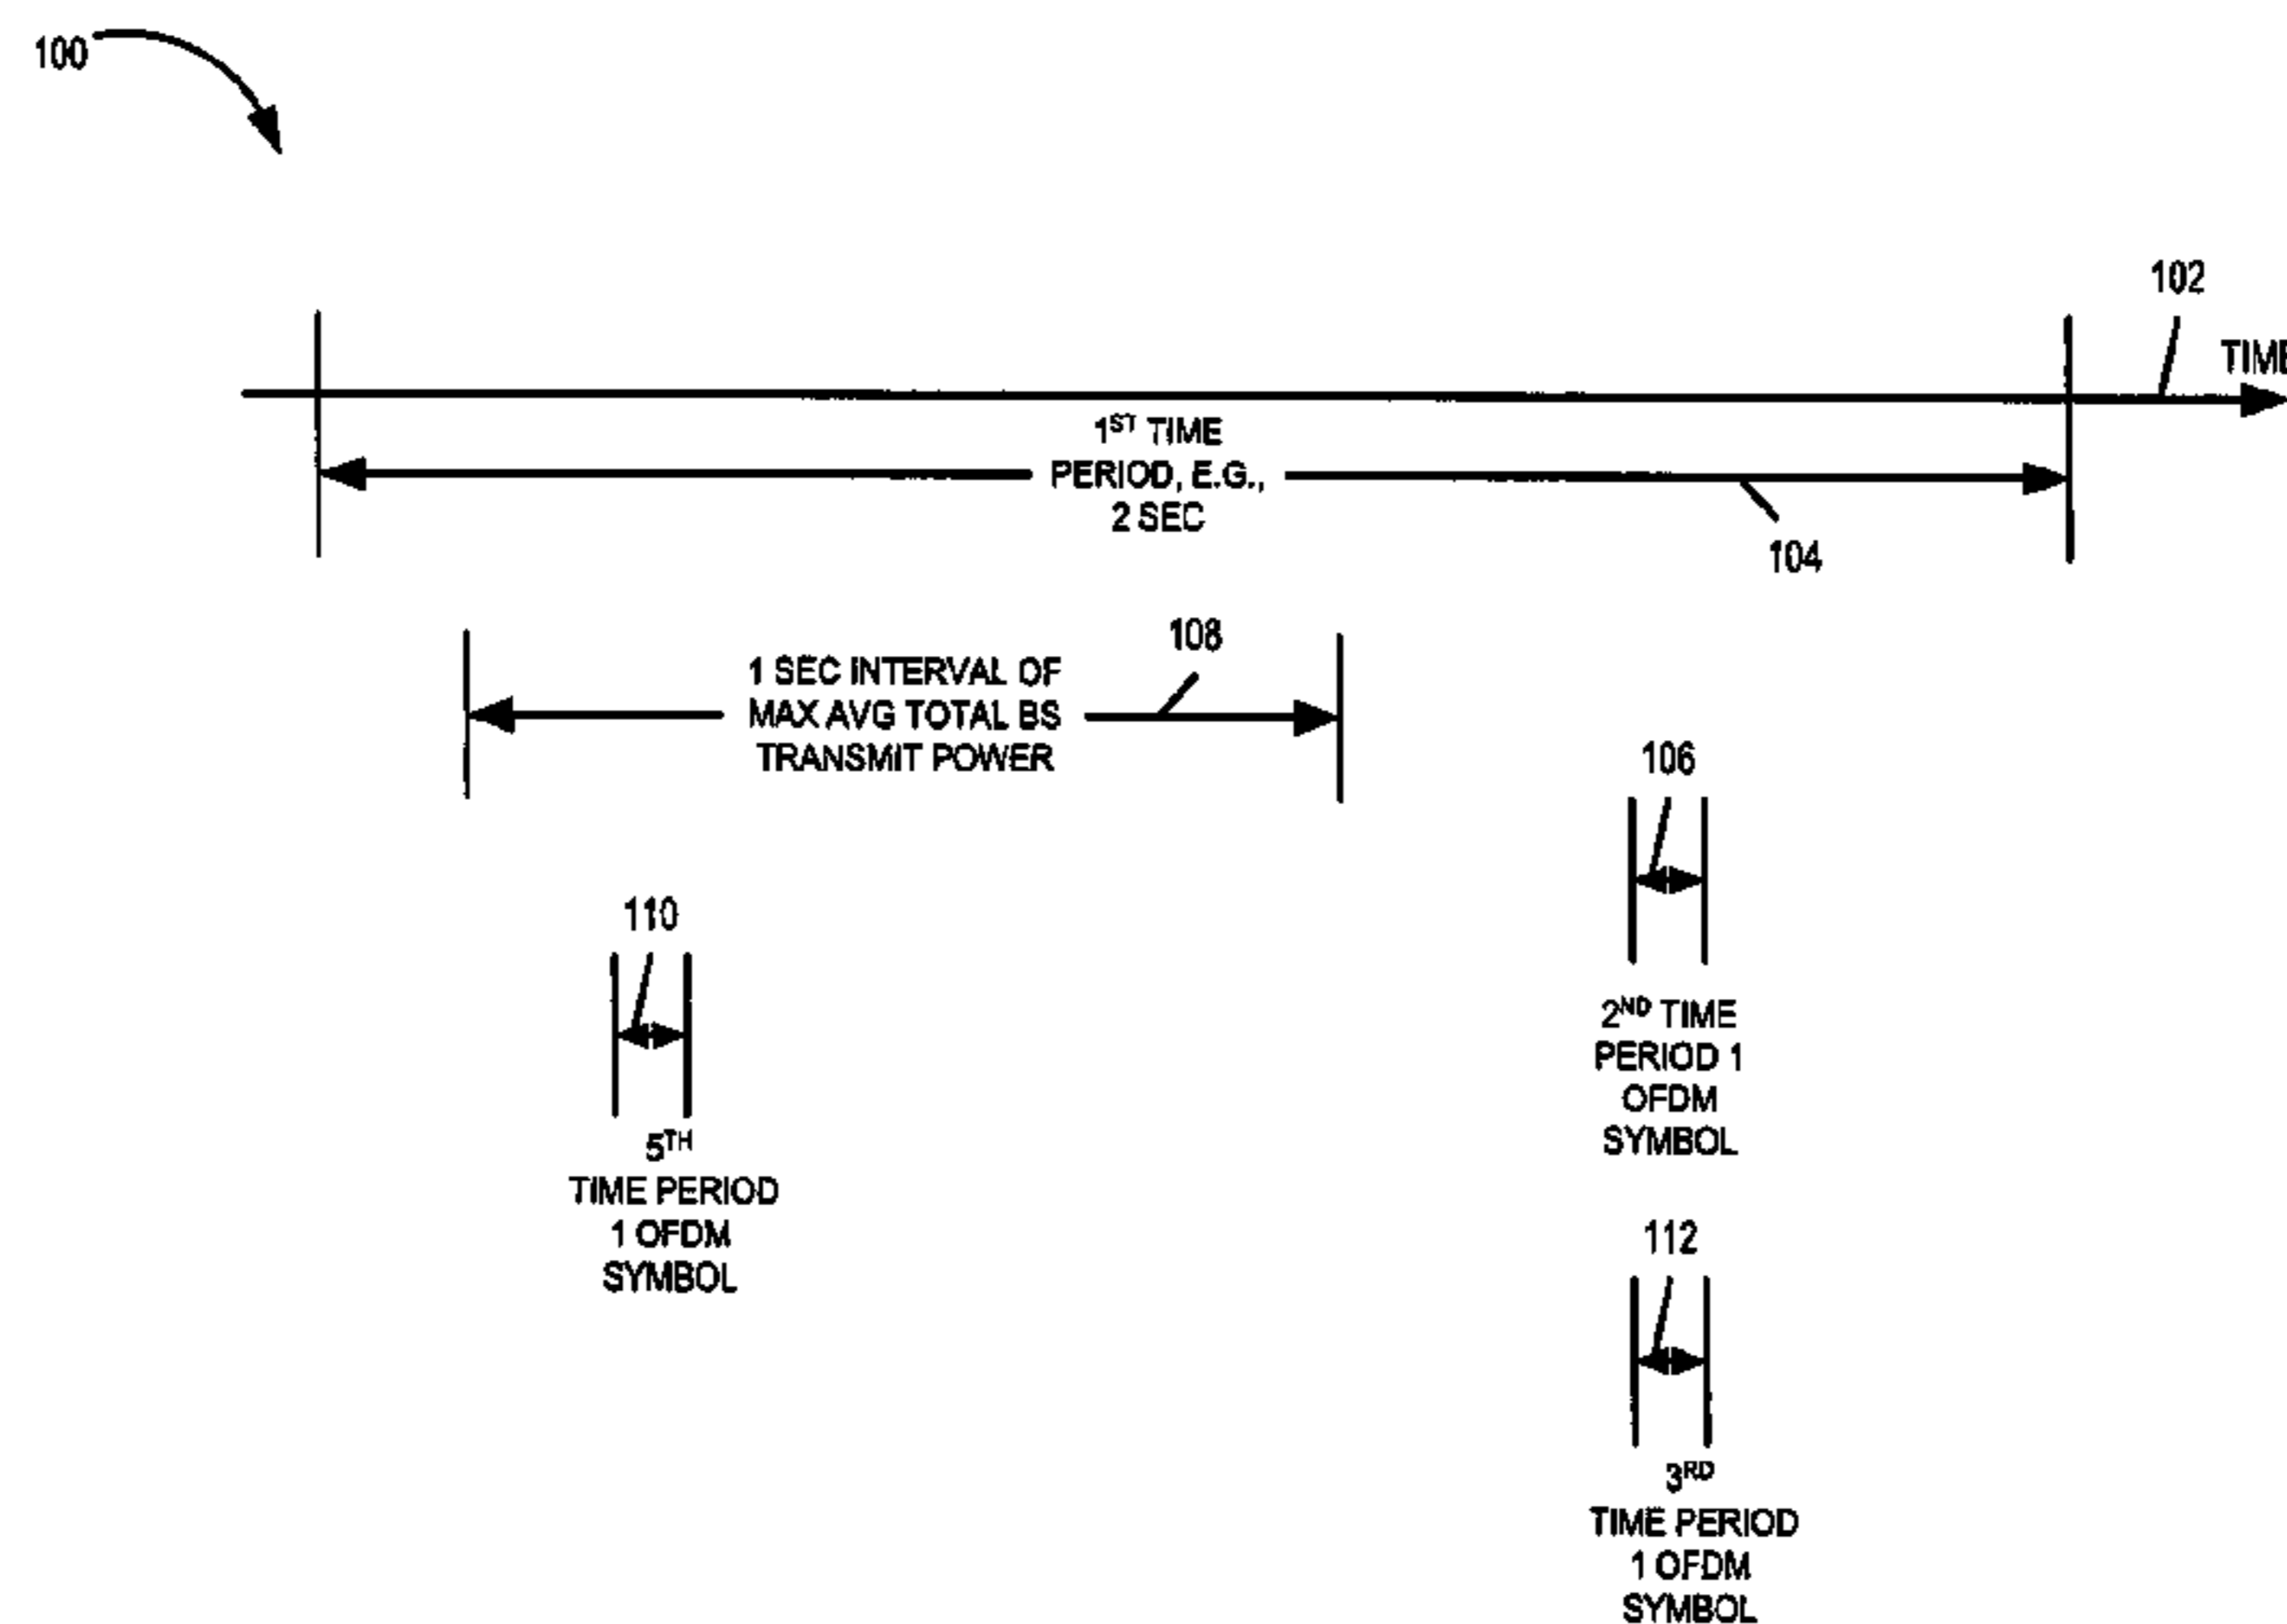 100
102
TIME
1ST TIME
PERIOD, E.G.,
2 SEC
104
108
1 SEC INTERVAL OF
MAX AVG TOTAL BS
TRANSMIT POWER
106
110
2ND TIME
PERIOD 1
OFDM
SYMBOL
5TH
TIME PERIOD
1 OFDM
SYMBOL
112
3RD
TIME PERIOD
1 OFDM
SYMBOL